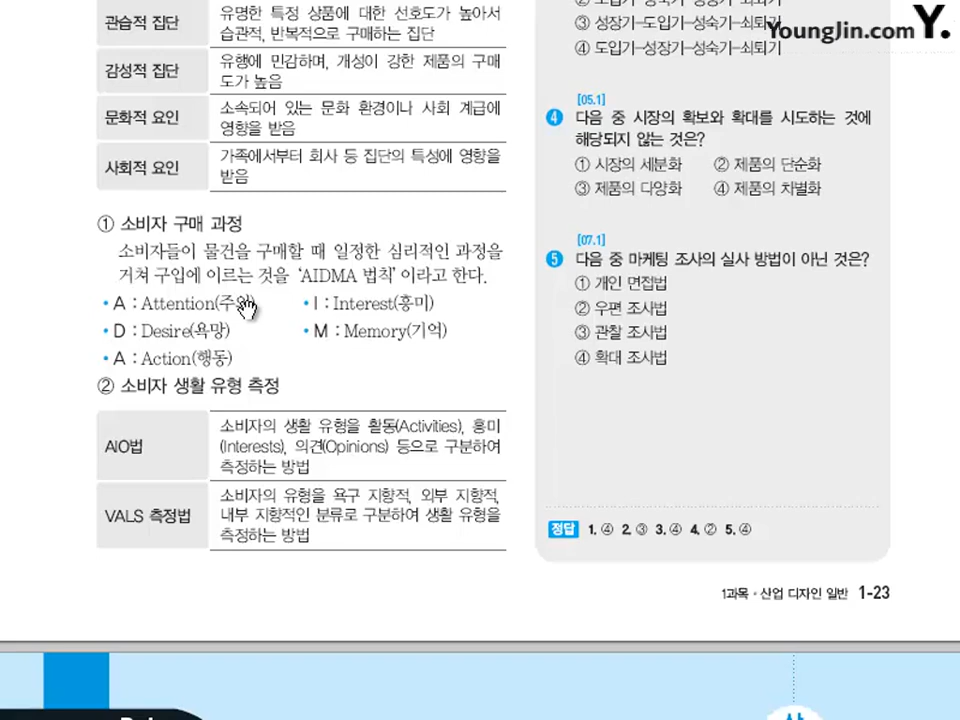 관습적 집단
유명한 특정 상품에 대한 선호도가 높아서
습관적, 반복적으로 구매하는 집단
감성적 집단
유행에 민감하며, 개성이 강한 제품의 구매
도가 높음
문화적 요인
소속되어 있는 문화 환경이나 사회 계급에
영향을 받음
사회적 요인
가족에서부터 회사 등 집단의 특성에 영향을
받음
① 소비자 구매 과정
소비자들이 물건을 구매할 때 일정한 심리적인 과정을
거쳐 구입에 이르는 것을 ‘AIDMA 법칙’이라고 한다.
• A : Attention(주의)
• I : Interest(흥미)
• D : Desire(욕망)
• M : Memory(기억)
• A : Action(행동)
② 소비자 생활 유형 측정
AIO법
소비자의 생활 유형을 활동(Activities), 흥미
(Interests), 의견(Opinions) 등으로 구분하여
측정하는 방법
VALS 측정법
소비자의 유형을 욕구 지향적, 외부 지향적,
내부 지향적인 분류로 구분하여 생활 유형을
측정하는 방법
③ 성장기-도입기-성숙기-쇠퇴기
④ 도입기-성장기-성숙기-쇠퇴기
YoungJin.com Y.
[05.1]
4 다음 중 시장의 확보와 확대를 시도하는 것에
해당되지 않는 것은?
① 시장의 세분화 ② 제품의 단순화
③ 제품의 다양화 ④ 제품의 차별화
[07.1]
5 다음 중 마케팅 조사의 실사 방법이 아닌 것은?
① 개인 면접법
② 우편 조사법
③ 관찰 조사법
④ 확대 조사법
정답 1. ④ 2. ③ 3. ④ 4. ② 5. ④
1과목 · 산업 디자인 일반 1-23